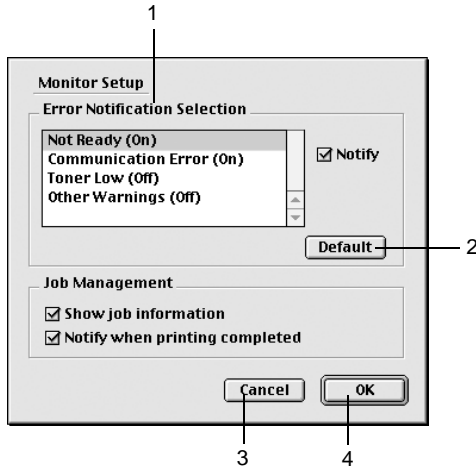 1
Monitor Setup
Error Notification Selection
Not Ready (On)
Communication Error (On)
Toner Low (Off)
Other Warnings (Off)
Notify
Default
2
Job Management
Show job information
Notify when printing completed
Cancel
OK
3
4